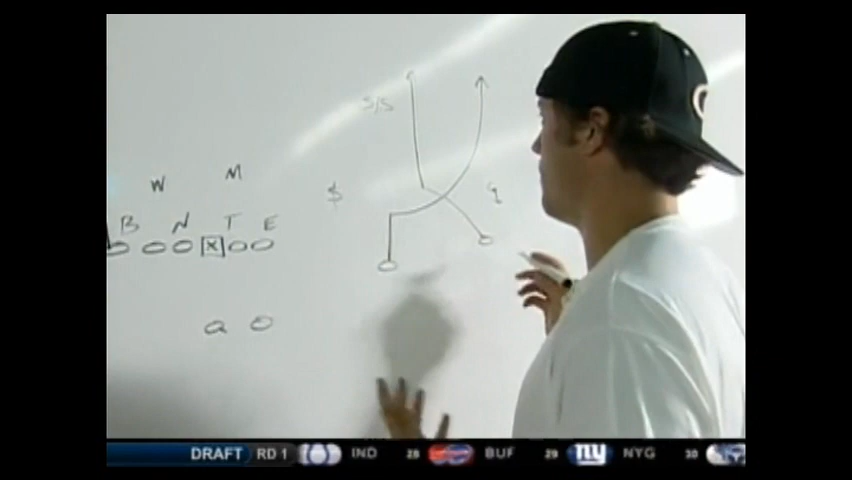 S/S
W M
$ C
B N T E
X
Q
C
DRAFT RD 1 IND 28 BUF 29 NYG 30